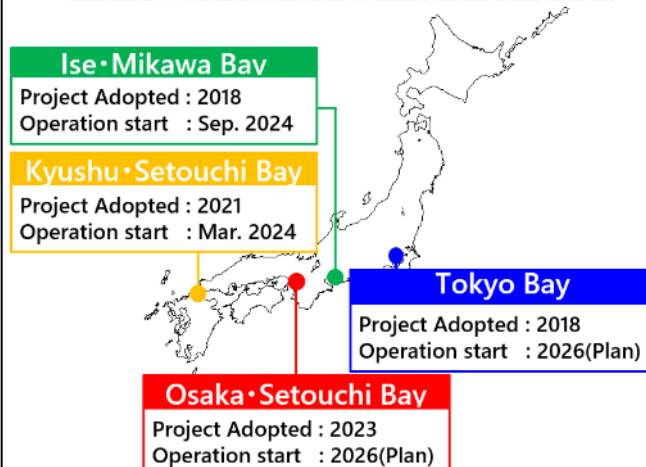 Ise・Mikawa Bay
Project Adopted : 2018
Operation start : Sep. 2024
Kyushu・Setouchi Bay
Project Adopted : 2021
Operation start : Mar. 2024
Tokyo Bay
Project Adopted : 2018
Operation start : 2026(Plan)
Osaka・Setouchi Bay
Project Adopted : 2023
Operation start : 2026(Plan)